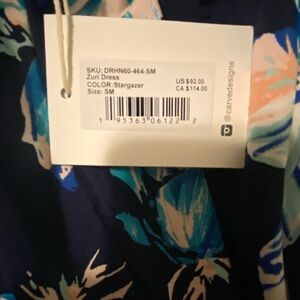 SKU: DRHN60-464-SM
Zuri Dress
COLOR: Stargazer
Size: SM
US $92.00
CA $114.00
1 95363 06122 2
@carvedesigns